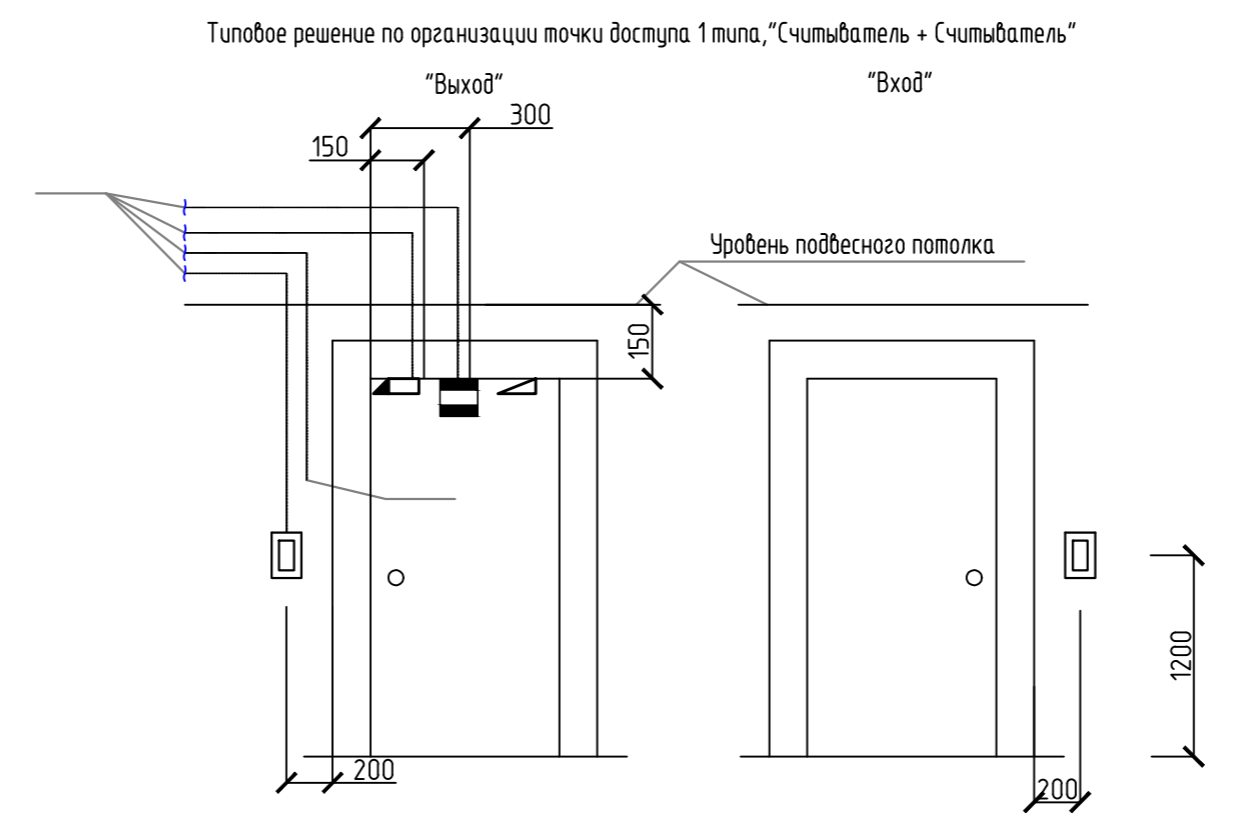 Типовое решение по организации точки доступа 1 типа,"Считыватель + Считыватель"
"Выход"
"Вход"
300
150
Уровень подвесного потолка
150
1200
200
200